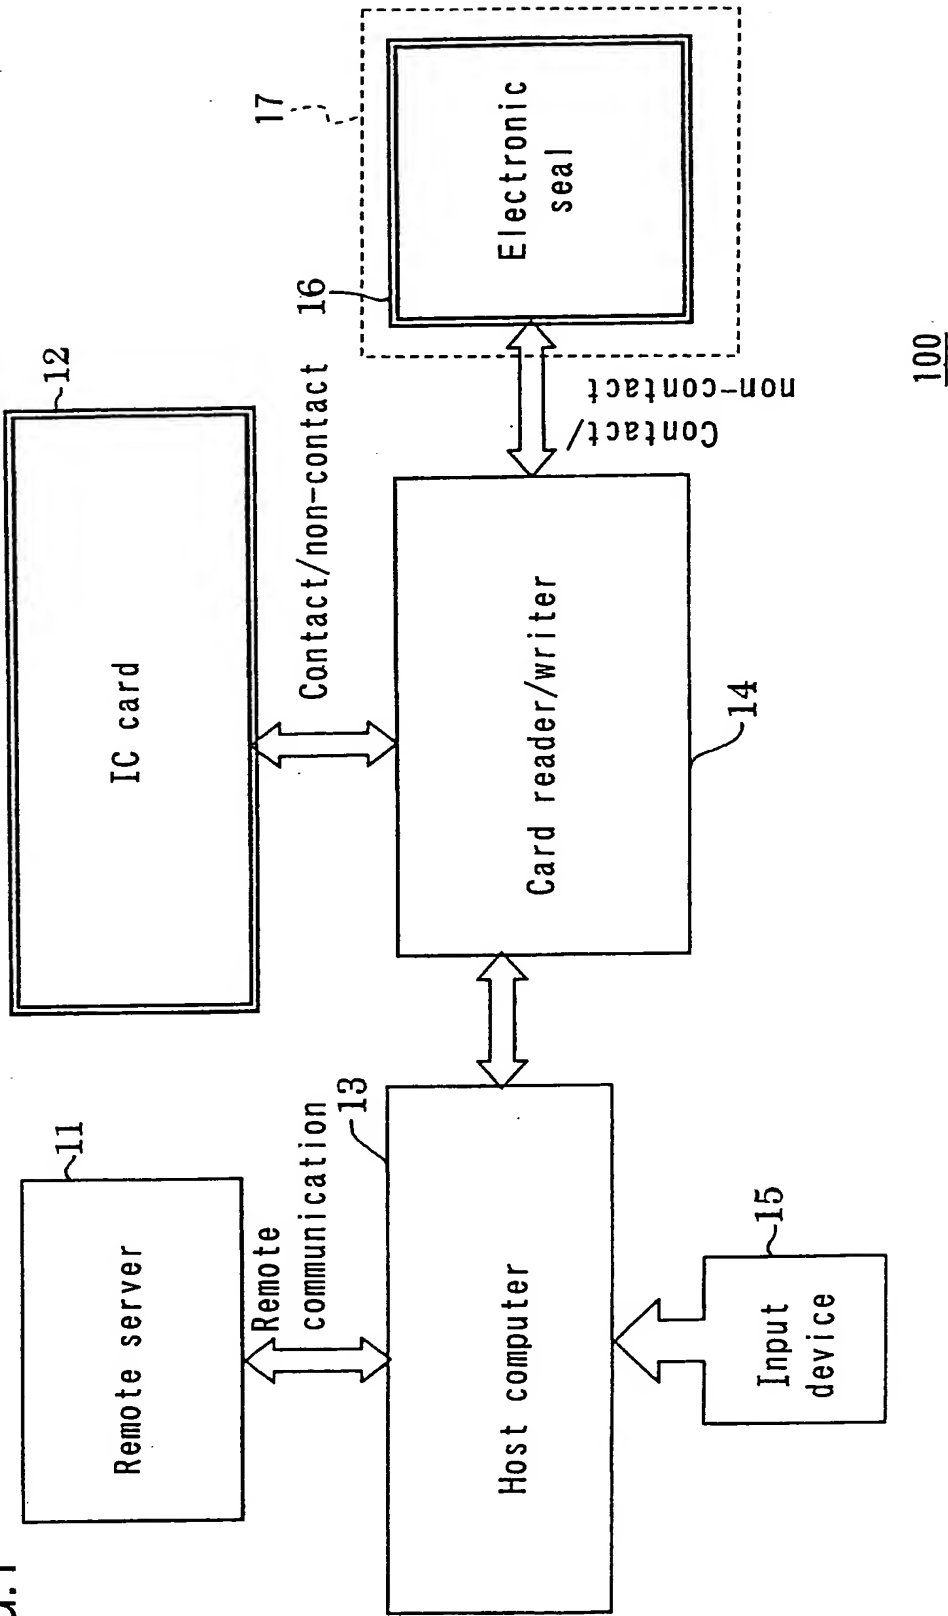 Remote server
11
Remote
communication
IC card
12
Contact/non-contact
Host computer
13
Card reader/writer
14
Contact/
non-contact
Electronic
seal
16
17
Input
device
15
100